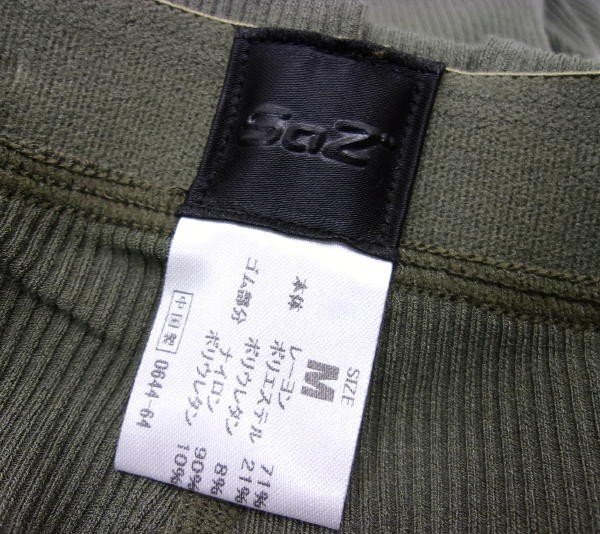 SaZ
SIZE
M
本体 レーヨン 71%
ポリエステル 21%
ポリウレタン 8%
ゴム部分 ナイロン 90%
ポリウレタン 10%
中国製 0644-64